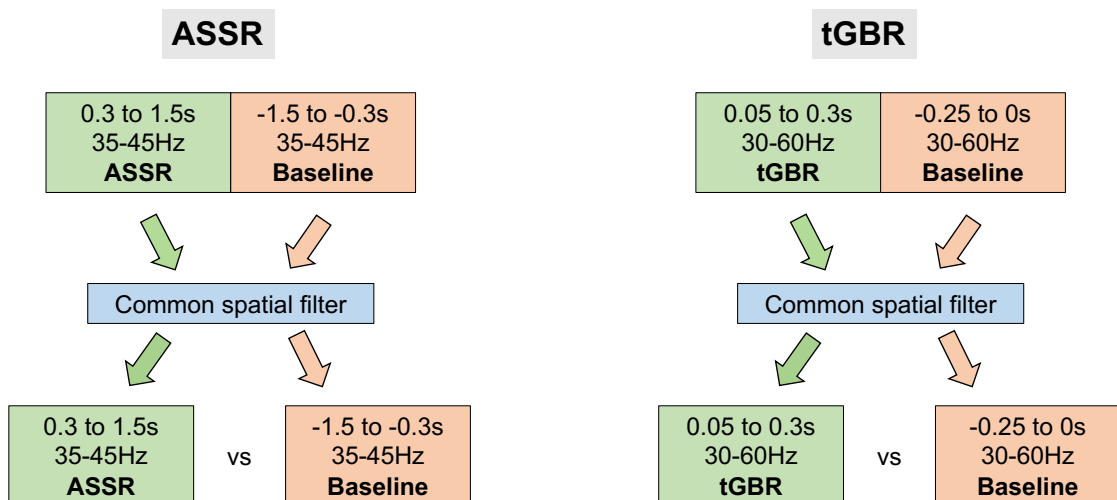 ASSR
0.3 to 1.5s
35-45Hz
ASSR
-1.5 to -0.3s
35-45Hz
Baseline
Common spatial filter
0.3 to 1.5s
35-45Hz
ASSR
vs
-1.5 to -0.3s
35-45Hz
Baseline
tGBR
0.05 to 0.3s
30-60Hz
tGBR
-0.25 to 0s
30-60Hz
Baseline
Common spatial filter
0.05 to 0.3s
30-60Hz
tGBR
vs
-0.25 to 0s
30-60Hz
Baseline